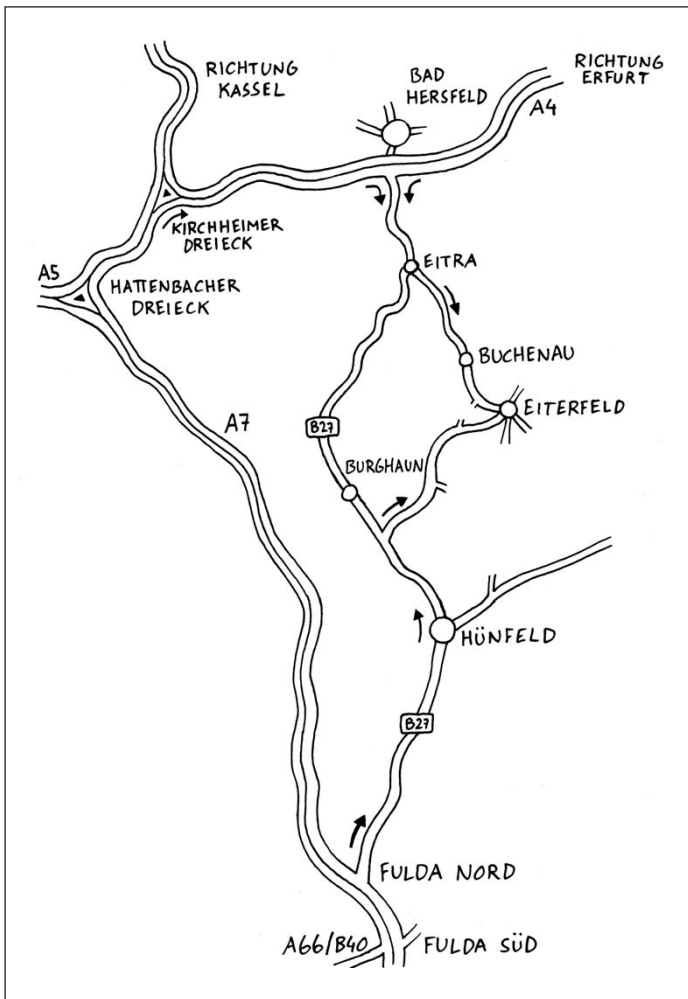 RICHTUNG
KASSEL
BAD
HERSFELD
RICHTUNG
ERFURT
A4
KIRCHHEIMER
DREIECK
A5
HATTENBACHER
DREIECK
EITRA
BUCHENAU
EITERFELD
A7
B27
BURGHAUN
HÜNFELD
B27
FULDA NORD
A66/B40
FULDA SÜD